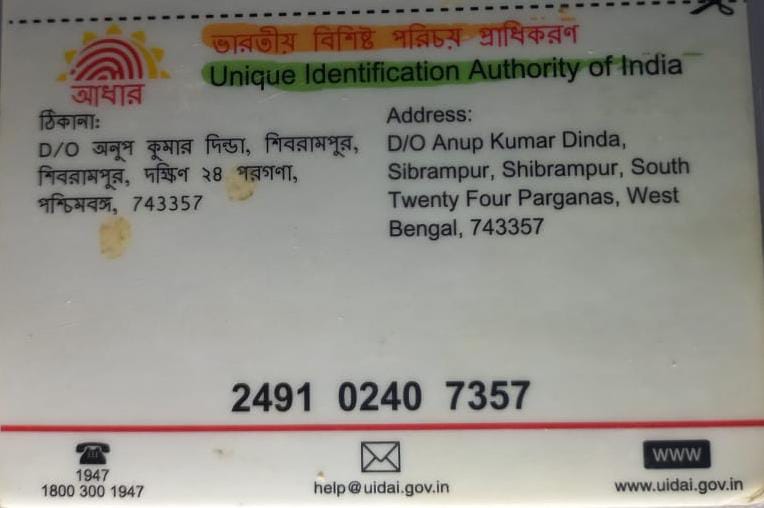 ভারতীয় বিশিষ্ট পরিচয় প্রাধিকরণ
Unique Identification Authority of India
আধার
ঠিকানা:
D/O অনুপ কুমার দিন্ডা, শিবরামপুর,
শিবরামপুর, দক্ষিন ২৪ পরগনা,
পশ্চিমবঙ্গ, 743357
Address:
D/O Anup Kumar Dinda,
Sibrampur, Shibrampur, South
Twenty Four Parganas, West
Bengal, 743357
2491 0240 7357
1947
1800 300 1947
help@uidai.gov.in
www
www.uidai.gov.in